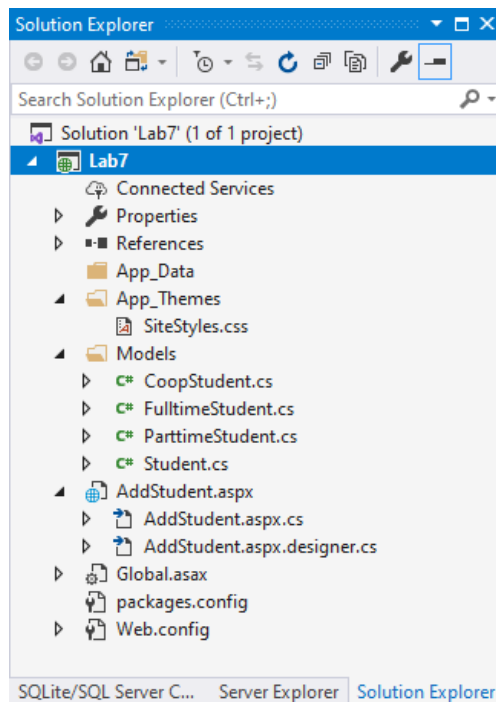 Solution Explorer
Search Solution Explorer (Ctrl+;)
Solution 'Lab7' (1 of 1 project)
Lab7
Connected Services
Properties
References
App_Data
App_Themes
SiteStyles.css
Models
C# CoopStudent.cs
C# FulltimeStudent.cs
C# ParttimeStudent.cs
C# Student.cs
AddStudent.aspx
AddStudent.aspx.cs
AddStudent.aspx.designer.cs
Global.asax
packages.config
Web.config
SQLite/SQL Server C... Server Explorer Solution Explorer